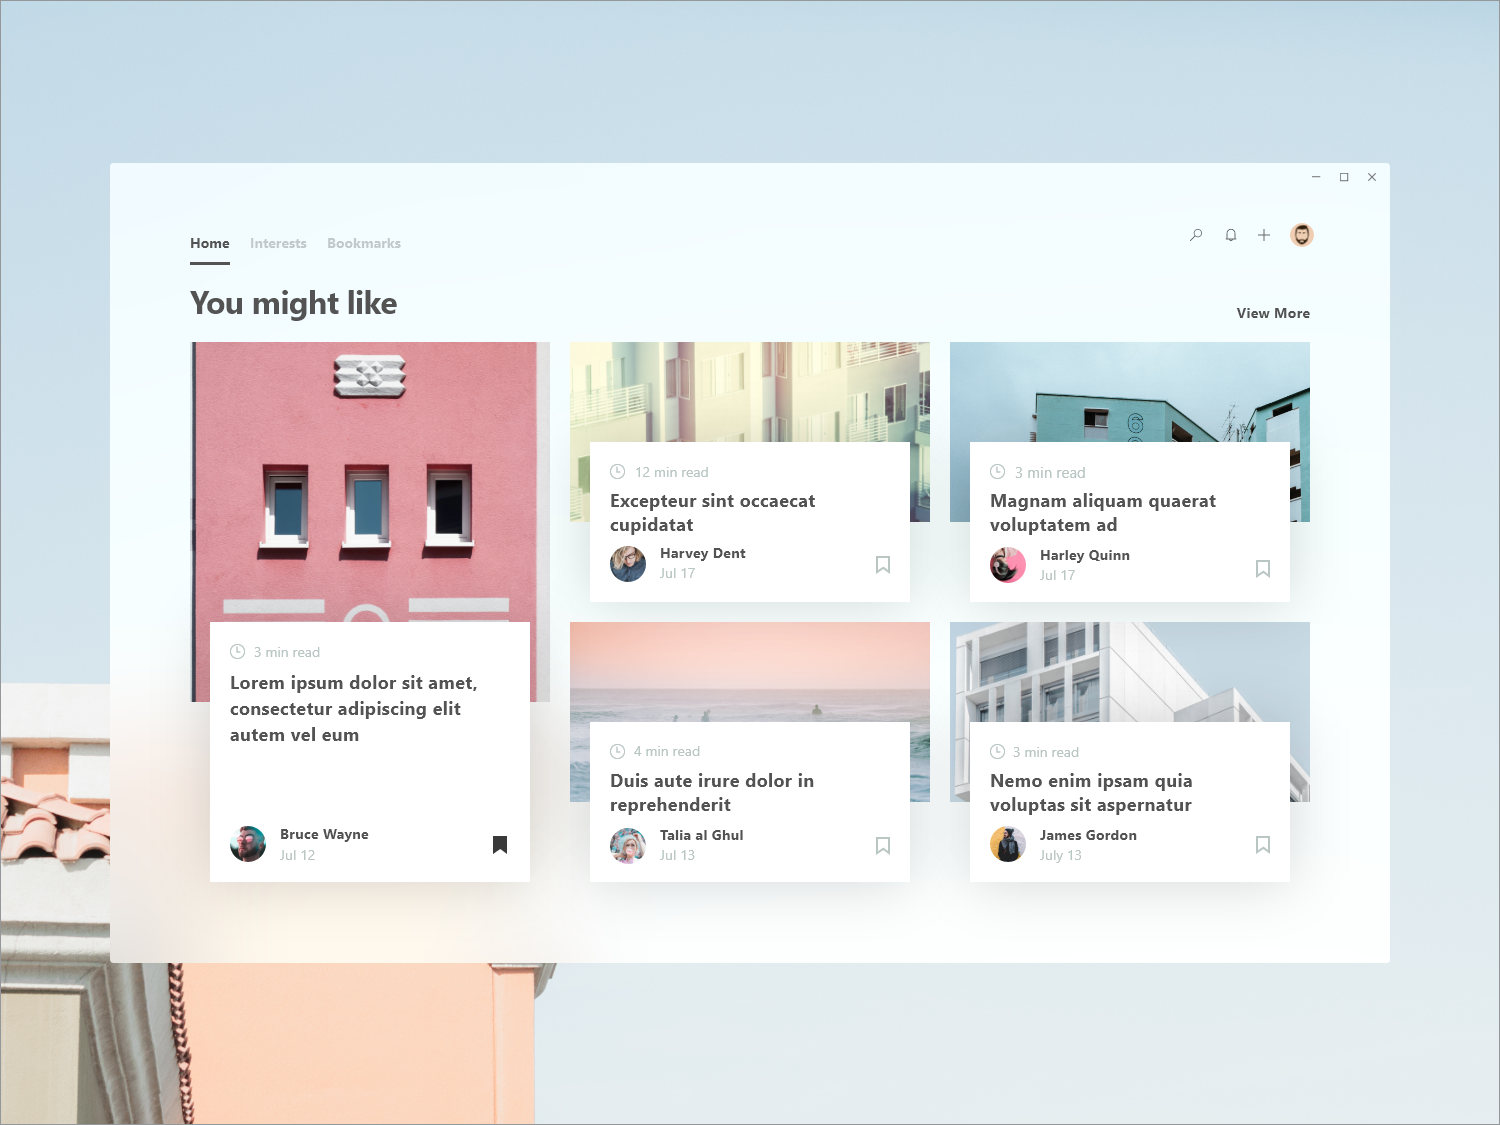 Home
Interests
Bookmarks
You might like
View More
3 min read
Lorem ipsum dolor sit amet,
consectetur adipiscing elit
autem vel eum
Bruce Wayne
Jul 12
12 min read
Excepteur sint occaecat
cupidatat
Harvey Dent
Jul 17
6
3 min read
Magnam aliquam quaerat
voluptatem ad
Harley Quinn
Jul 17
4 min read
Duis aute irure dolor in
reprehenderit
Talia al Ghul
Jul 13
3 min read
Nemo enim ipsam quia
voluptas sit aspernatur
James Gordon
July 13